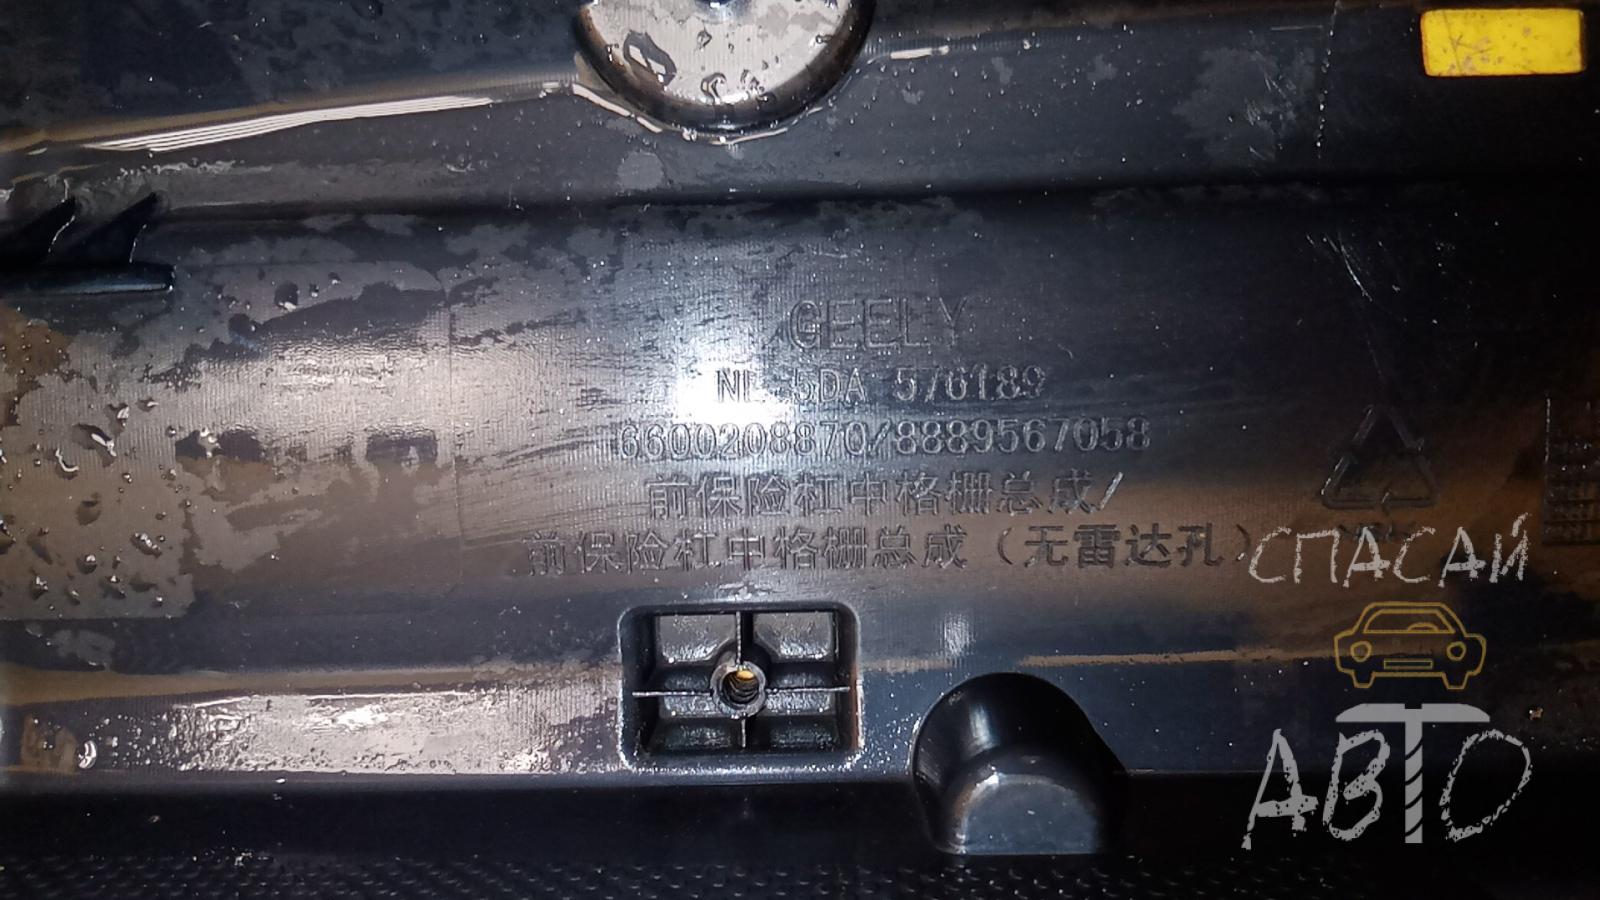 GEELY
NL 5DA 576189
6600208870/8889567058
前保险杠中格栅总成/
前保险杠中格栅总成（无雷达孔）
СПАСАЙ
АВТО